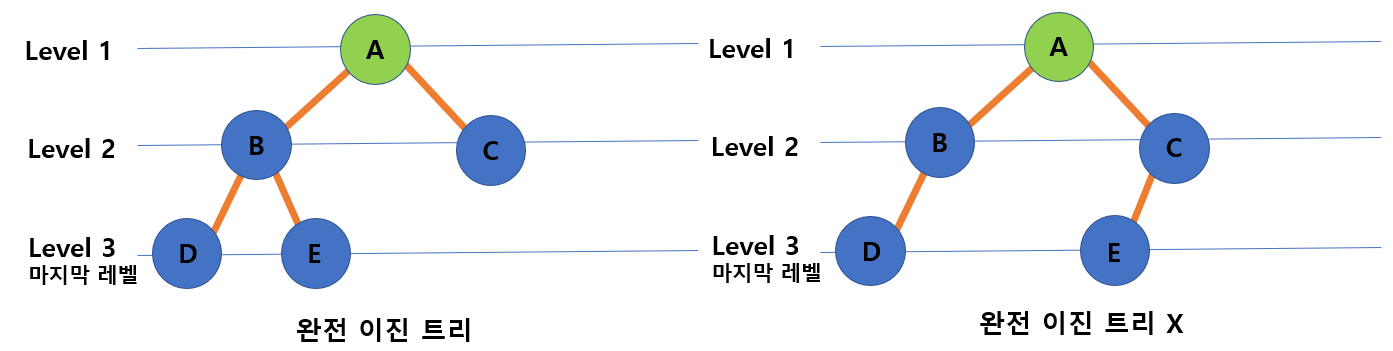 Level 1
A
Level 2
B
C
Level 3
마지막 레벨
D
E
완전 이진 트리
Level 1
A
Level 2
B
C
Level 3
마지막 레벨
D
E
완전 이진 트리 X